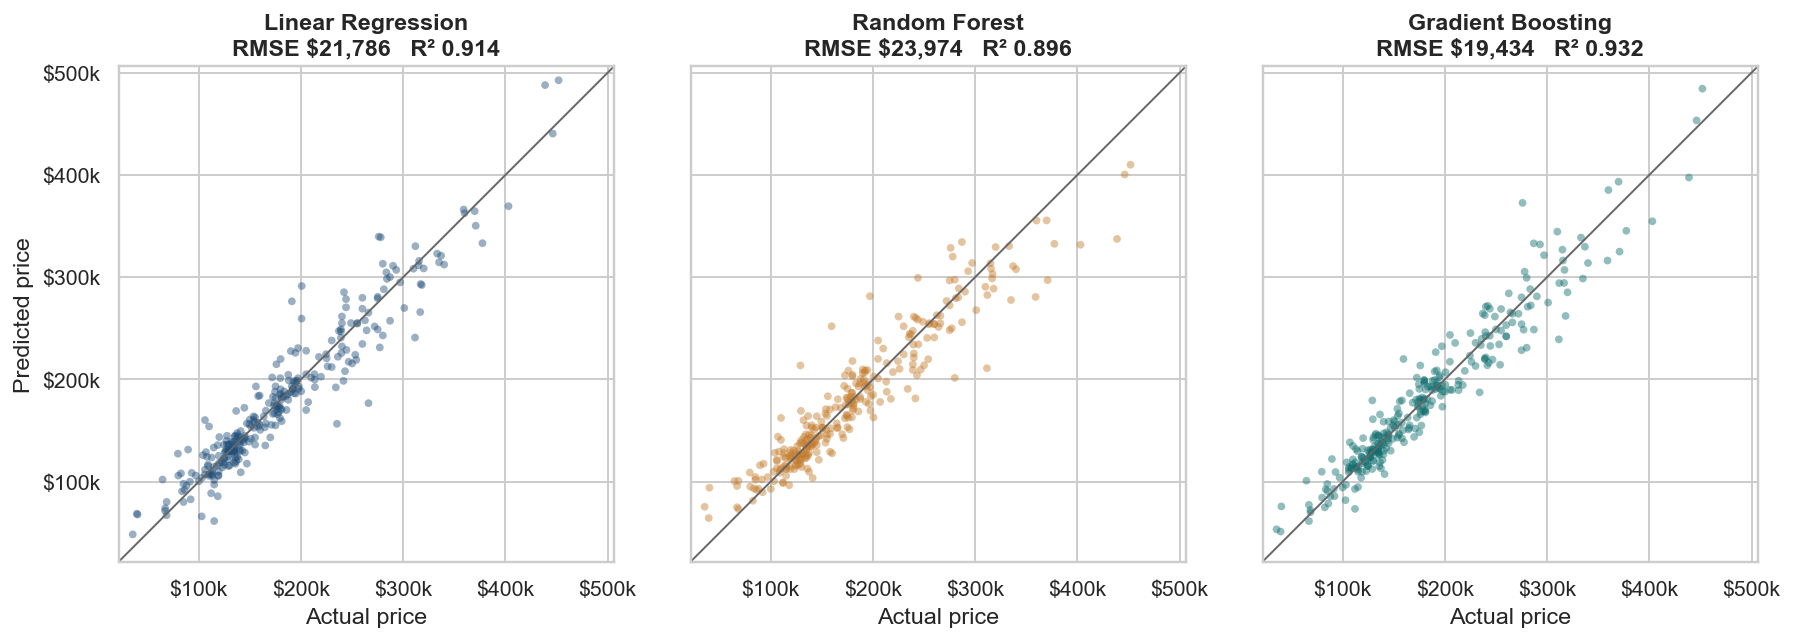 Linear Regression
RMSE $21,786 R² 0.914
Random Forest
RMSE $23,974 R² 0.896
Gradient Boosting
RMSE $19,434 R² 0.932
Predicted price
$500k
$400k
$300k
$200k
$100k
$100k $200k $300k $400k $500k
Actual price
$100k $200k $300k $400k $500k
Actual price
$100k $200k $300k $400k $500k
Actual price